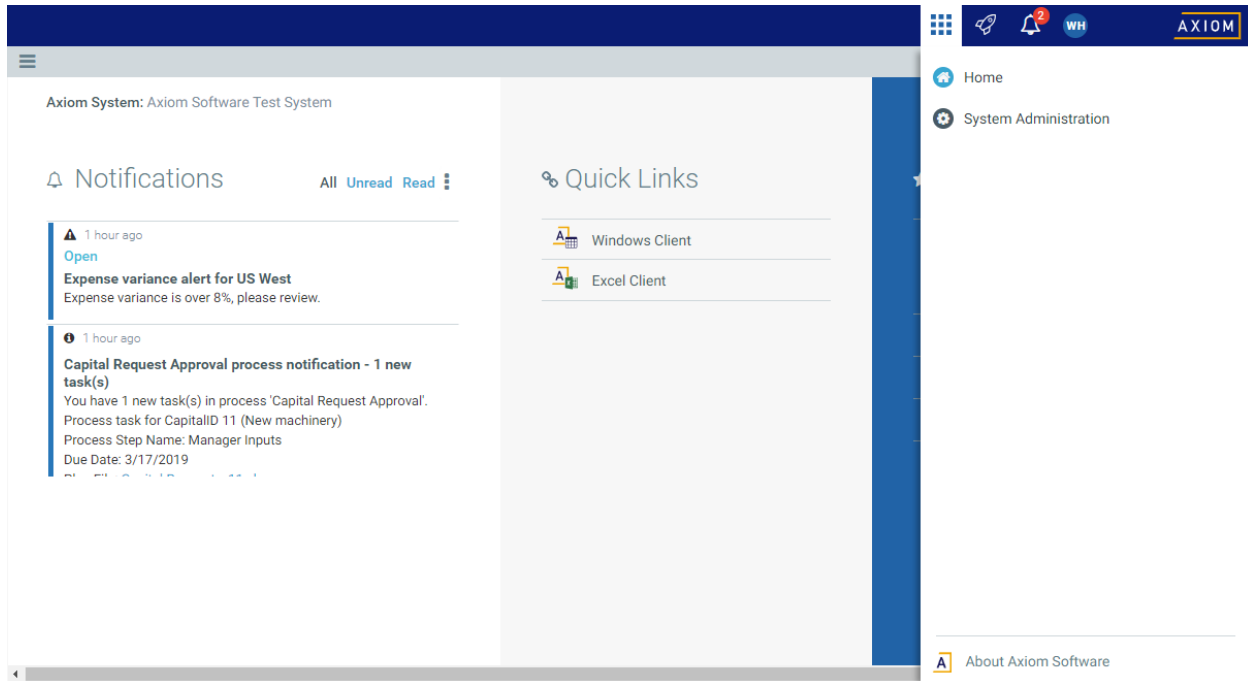 2
WH
AXIOM
Home
System Administration
Axiom System: Axiom Software Test System
Notifications
All Unread Read
1 hour ago
Open
Expense variance alert for US West
Expense variance is over 8%, please review.
1 hour ago
Capital Request Approval process notification - 1 new
task(s)
You have 1 new task(s) in process 'Capital Request Approval'.
Process task for CapitalID 11 (New machinery)
Process Step Name: Manager Inputs
Due Date: 3/17/2019
Quick Links
Windows Client
Excel Client
About Axiom Software